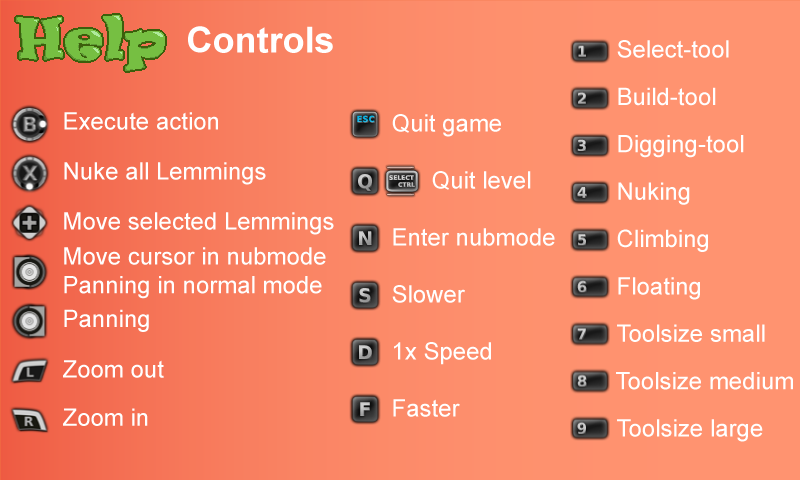 Help Controls
B Execute action
X Nuke all Lemmings
Move selected Lemmings
Move cursor in nubmode
Panning in normal mode
Panning
L Zoom out
R Zoom in
ESC Quit game
Q SELECT CTRL Quit level
N Enter nubmode
S Slower
D 1x Speed
F Faster
1 Select-tool
2 Build-tool
3 Digging-tool
4 Nuking
5 Climbing
6 Floating
7 Toolsize small
8 Toolsize medium
9 Toolsize large